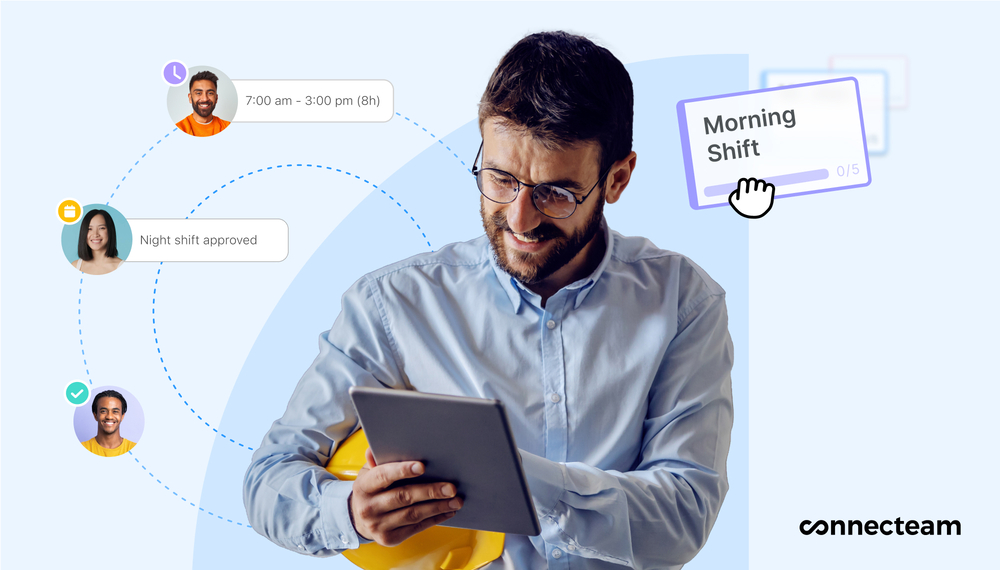 7:00 am - 3:00 pm (8h)
Night shift approved
Morning
Shift
0/5
connecteam